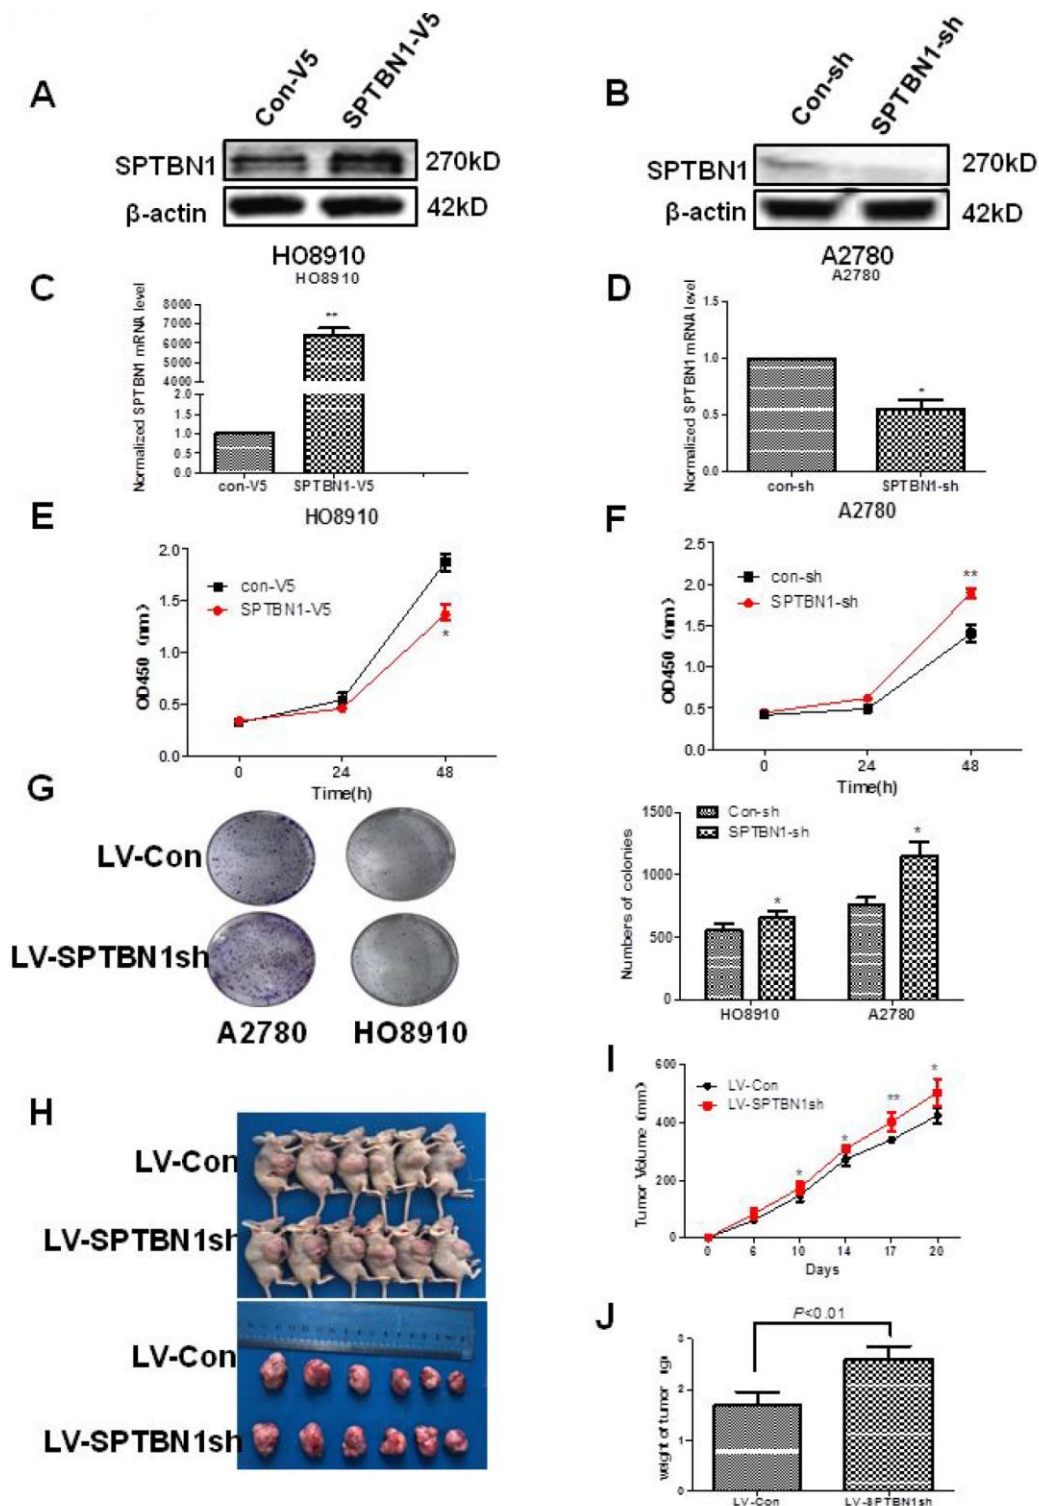 A
Con-V5
SPTBN1-V5
SPTBN1
270kD
β-actin
42kD
HO8910
B
Con-sh
SPTBN1-sh
SPTBN1
270kD
β-actin
42kD
A2780
C
HO8910
Normalized SPTBN1 mRNA level
8000
7000
6000
5000
4000
2.0
1.5
1.0
0.5
0.0
**
con-V5
SPTBN1-V5
D
A2780
Normalized SPTBN1 mRNA level
1.5
1.0
0.5
0.0
*
con-sh
SPTBN1-sh
E
HO8910
OD450 (nm)
2.0
1.5
1.0
0.5
0.0
con-V5
SPTBN1-V5
*
0
24
48
Time(h)
F
A2780
OD450 (nm)
2.5
2.0
1.5
1.0
0.5
0.0
con-sh
SPTBN1-sh
**
0
24
48
Time(h)
G
LV-Con
LV-SPTBN1sh
A2780
HO8910
Numbers of colonies
1500
1000
500
0
Con-sh
SPTBN1-sh
*
*
HO8910
A2780
H
LV-Con
LV-SPTBN1sh
LV-Con
LV-SPTBN1sh
I
Tumor Volume (mm)
600
400
200
0
LV-Con
LV-SPTBN1sh
*
*
**
*
0
6
10
14
17
20
Days
J
P<0.01
weight of tumor (g)
3
2
1
0
LV-Con
LV-SPTBN1sh